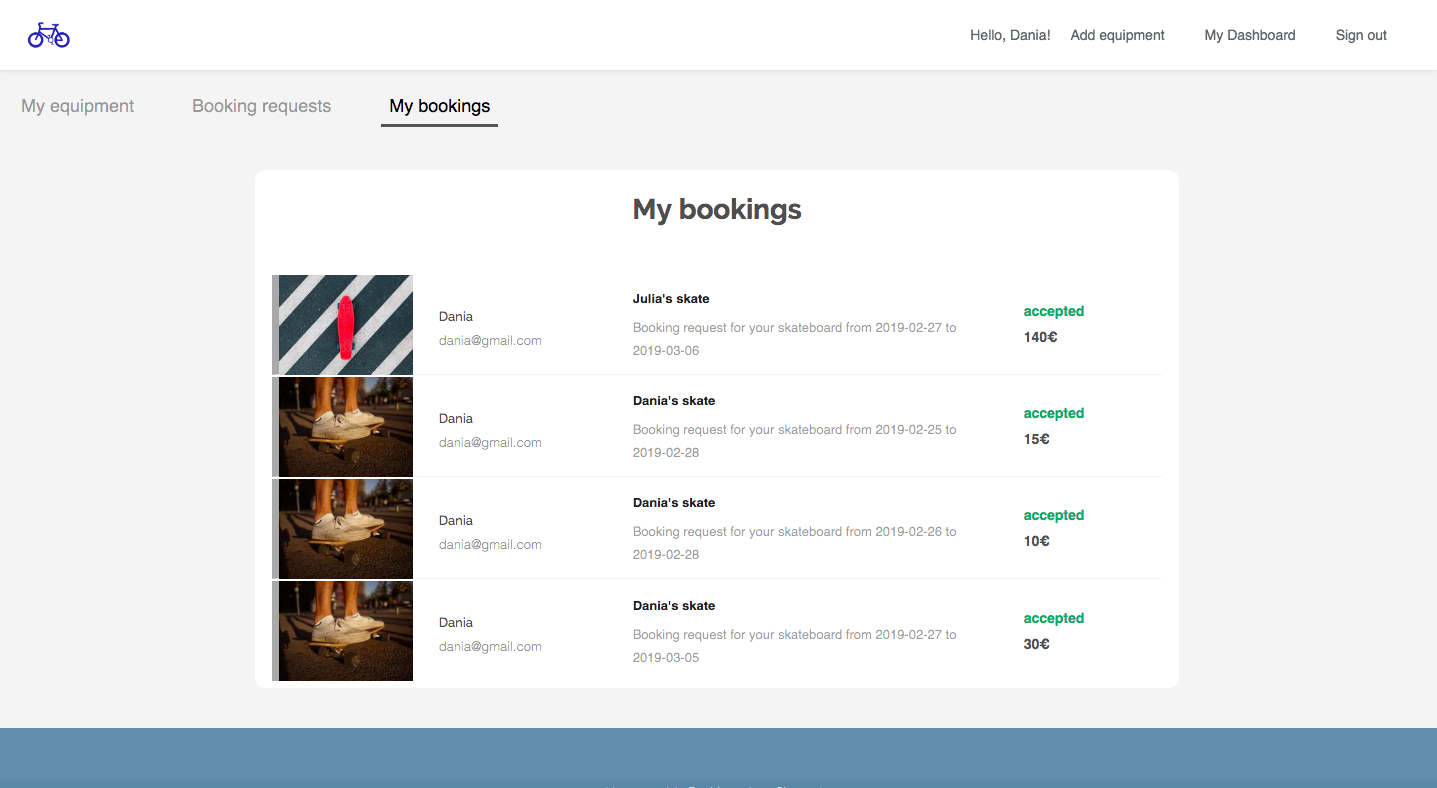 Hello, Dania! Add equipment My Dashboard Sign out
My equipment Booking requests My bookings
My bookings
Dania
dania@gmail.com
Julia's skate
Booking request for your skateboard from 2019-02-27 to
2019-03-06
accepted
140€
Dania
dania@gmail.com
Dania's skate
Booking request for your skateboard from 2019-02-25 to
2019-02-28
accepted
15€
Dania
dania@gmail.com
Dania's skate
Booking request for your skateboard from 2019-02-26 to
2019-02-28
accepted
10€
Dania
dania@gmail.com
Dania's skate
Booking request for your skateboard from 2019-02-27 to
2019-03-05
accepted
30€